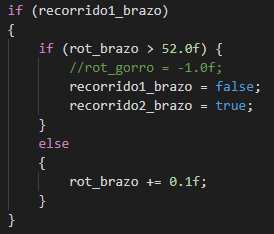 if (recorrido1_brazo)
{
    if (rot_brazo > 52.0f) {
        //rot_gorro = -1.0f;
        recorrido1_brazo = false;
        recorrido2_brazo = true;
    }
    else
    {
        rot_brazo += 0.1f;
    }
}